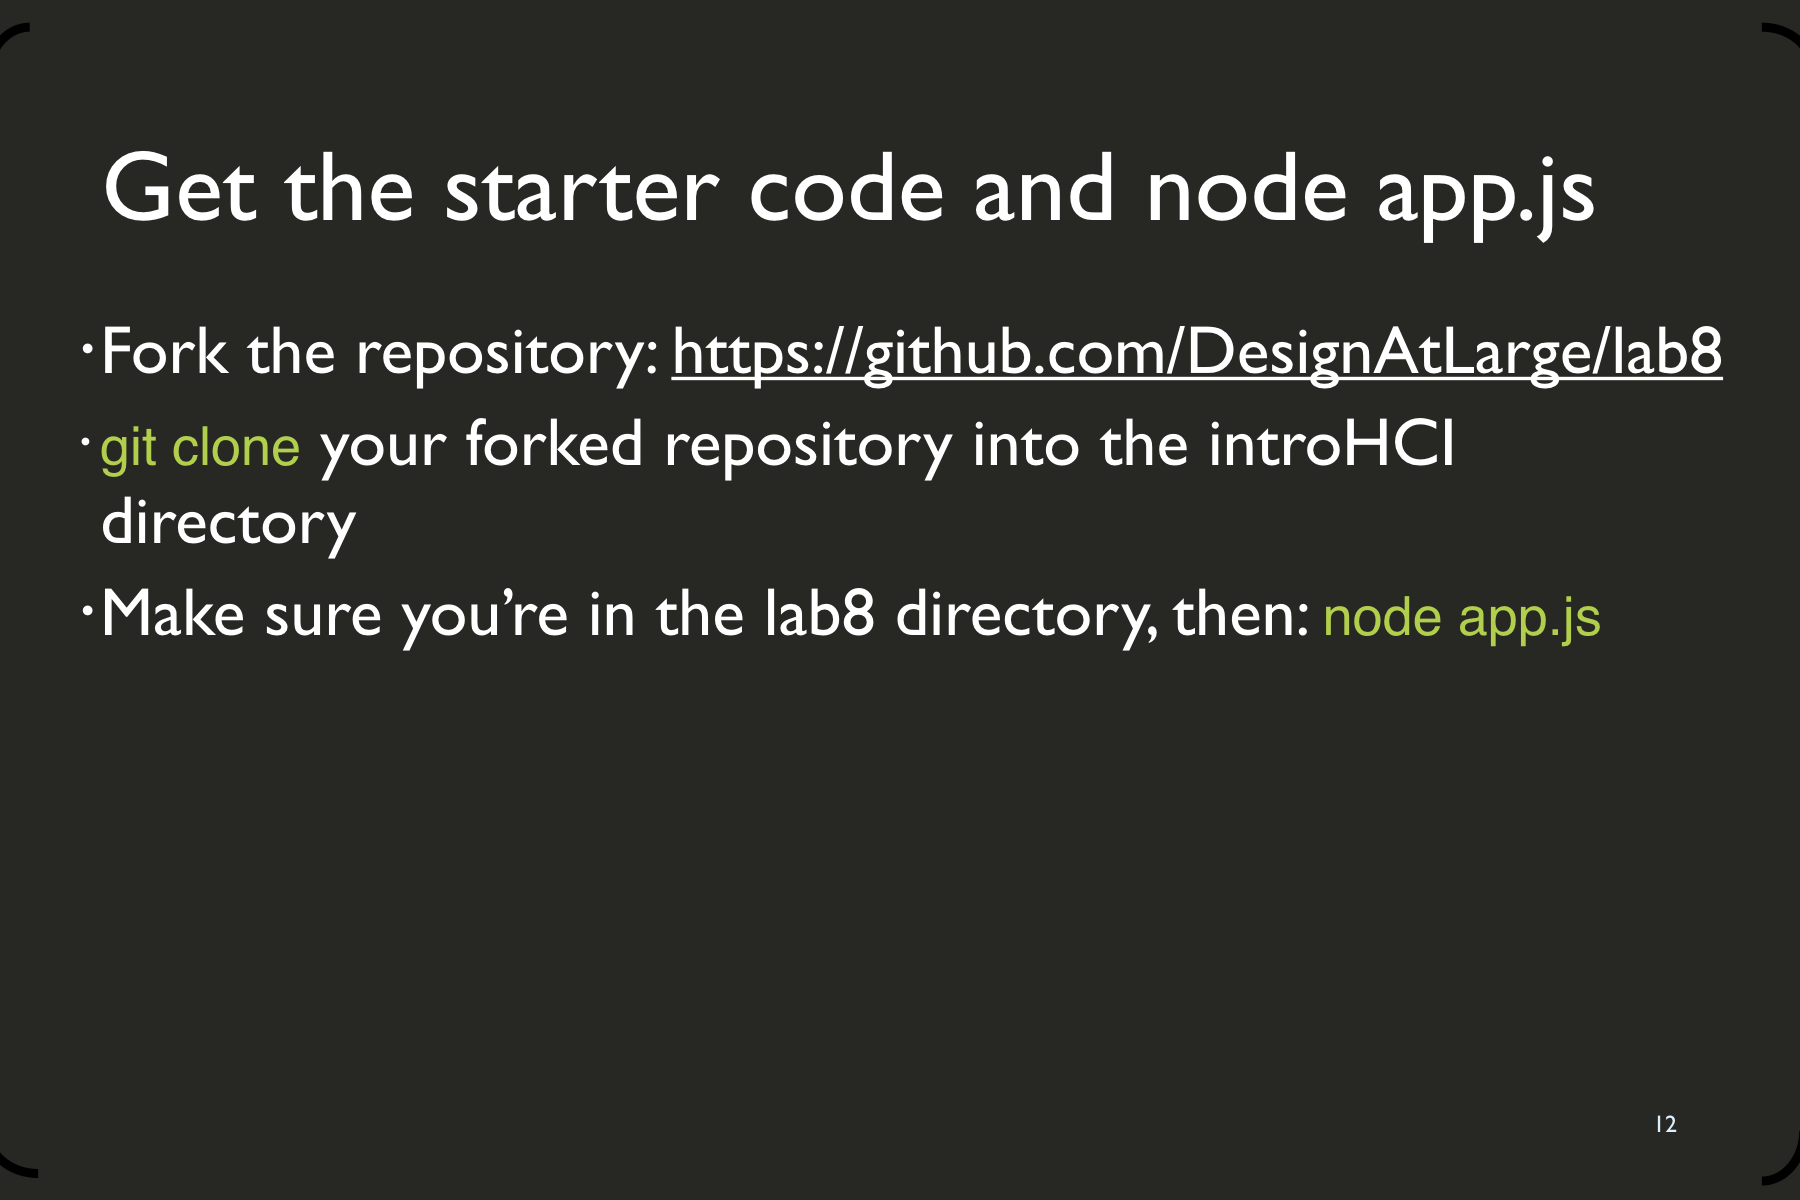 Get the starter code and node app.js
·Fork the repository: https://github.com/DesignAtLarge/lab8
·git clone your forked repository into the introHCI
directory
·Make sure you’re in the lab8 directory, then: node app.js
12